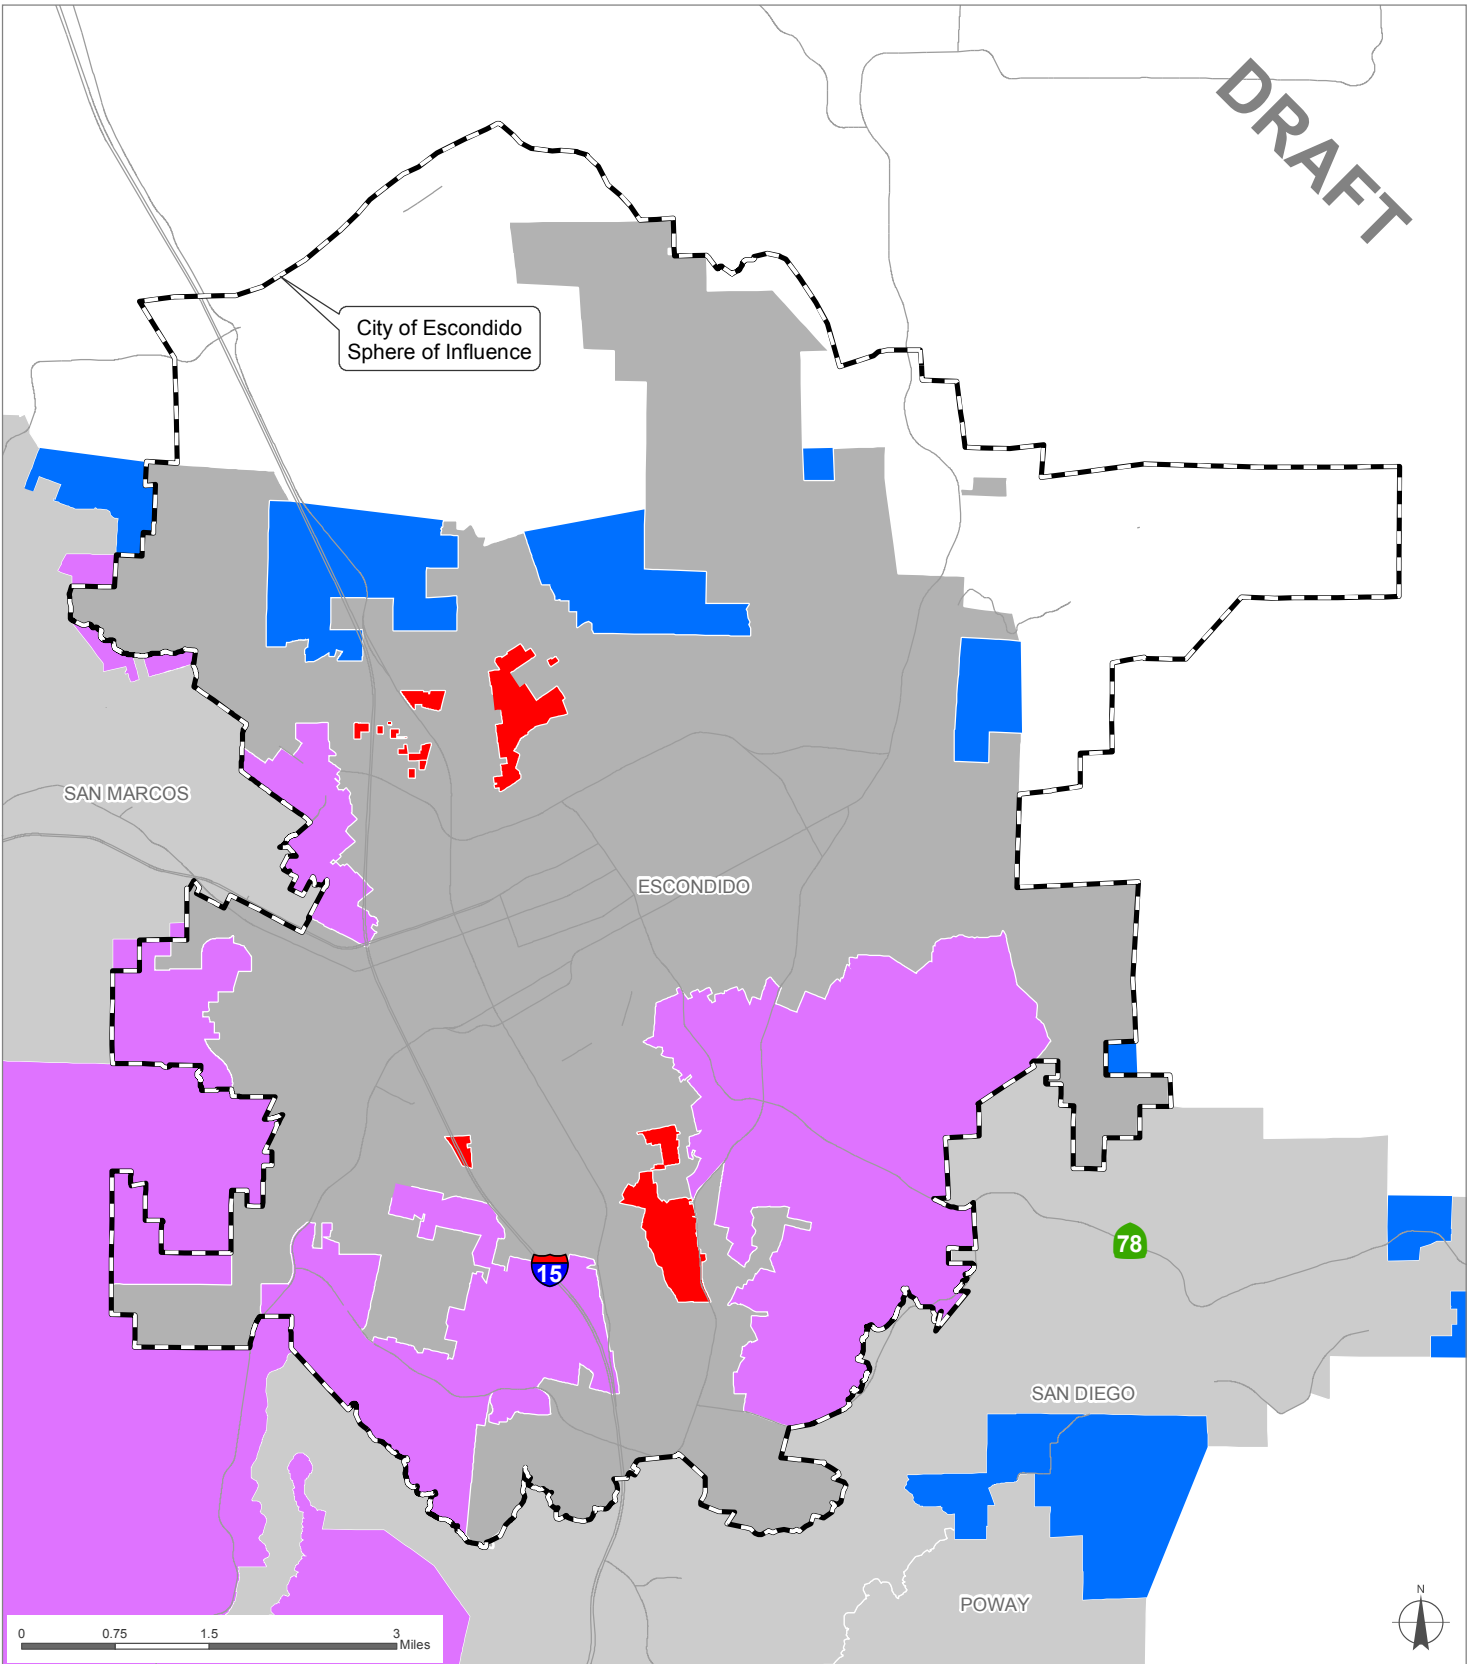 DRAFT
City of Escondido
Sphere of Influence
SAN MARCOS
ESCONDIDO
78
15
SAN DIEGO
POWAY
N
0 0.75 1.5 3
Miles